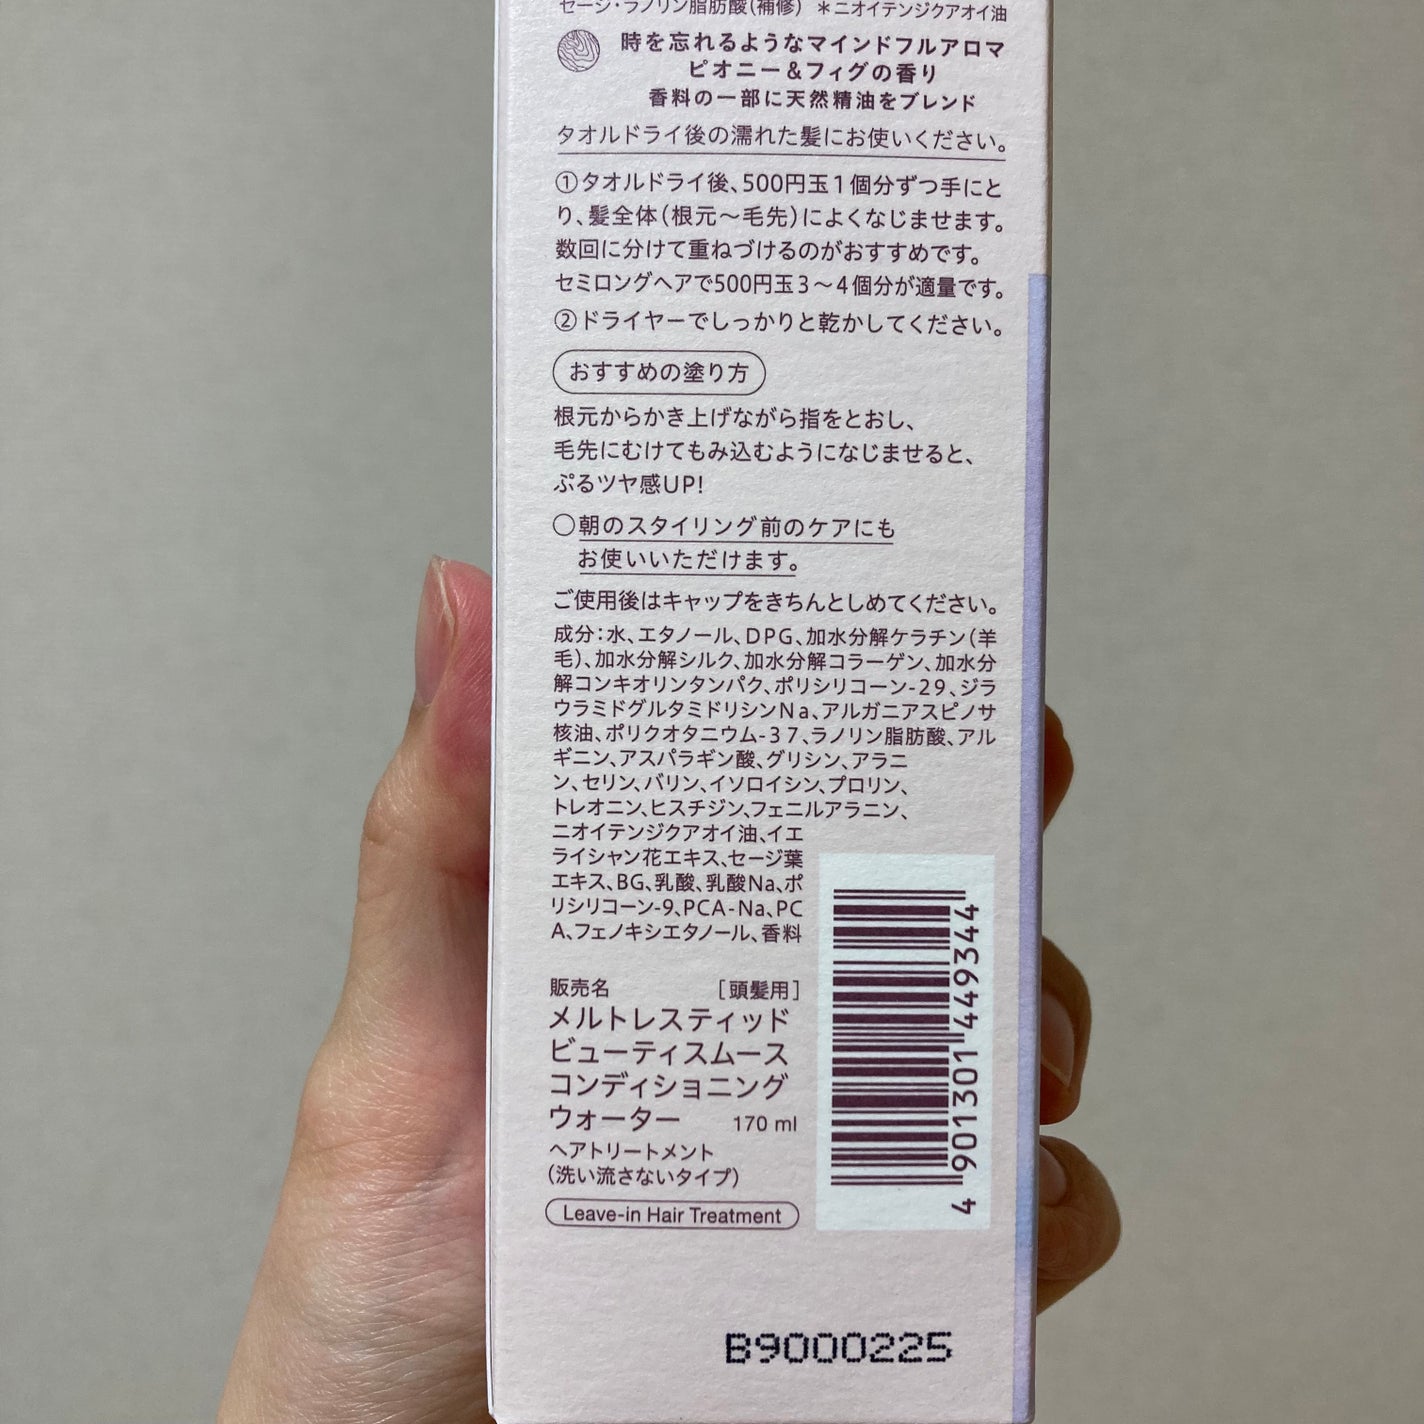 セージ・ラノリン脂肪酸(補修) ＊ニオイテンジクアオイ油
時を忘れるようなマインドフルアロマ
ピオニー&フィグの香り
香料の一部に天然精油をブレンド
タオルドライ後の濡れた髪にお使いください。
①タオルドライ後、500円玉1個分ずつ手にと
り、髪全体(根元～毛先)によくなじませます。
数回に分けて重ねづけるのがおすすめです。
セミロングヘアで500円玉3～4個分が適量です。
②ドライヤーでしっかりと乾かしてください。
おすすめの塗り方
根元からかき上げながら指をとおし、
毛先にむけてもみ込むようになじませると、
ぷるツヤ感UP!
○朝のスタイリング前のケアにも
お使いいただけます。
ご使用後はキャップをきちんとしめてください。
成分：水、エタノール、DPG、加水分解ケラチン(羊
毛)、加水分解シルク、加水分解コラーゲン、加水分
解コンキオリンタンパク、ポリシリコーン-29、ジラ
ウラミドグルタミドリシンNa、アルガニアスピノサ
核油、ポリクオタニウム-37、ラノリン脂肪酸、アル
ギニン、アスパラギン酸、グリシン、アラニ
ン、セリン、バリン、イソロイシン、プロリン、
トレオニン、ヒスチジン、フェニルアラニン、
ニオイテンジクアオイ油、イエ
ライシャン花エキス、セージ葉
エキス、BG、乳酸、乳酸Na、ポ
リシリコーン-9、PCA-Na、PC
A、フェノキシエタノール、香料
販売名 [頭髪用]
メルトレスティッド
ビューティスムース
コンディショニング
ウォーター 170 ml
ヘアトリートメント
(洗い流さないタイプ)
Leave-in Hair Treatment
4 901301 449344
B9000225